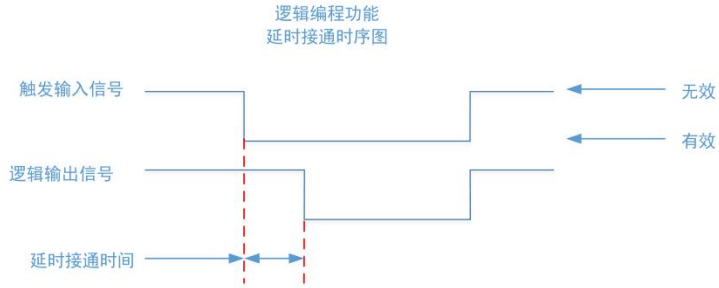 逻辑编程功能
延时接通时序图
触发输入信号
无效
有效
逻辑输出信号
延时接通时间